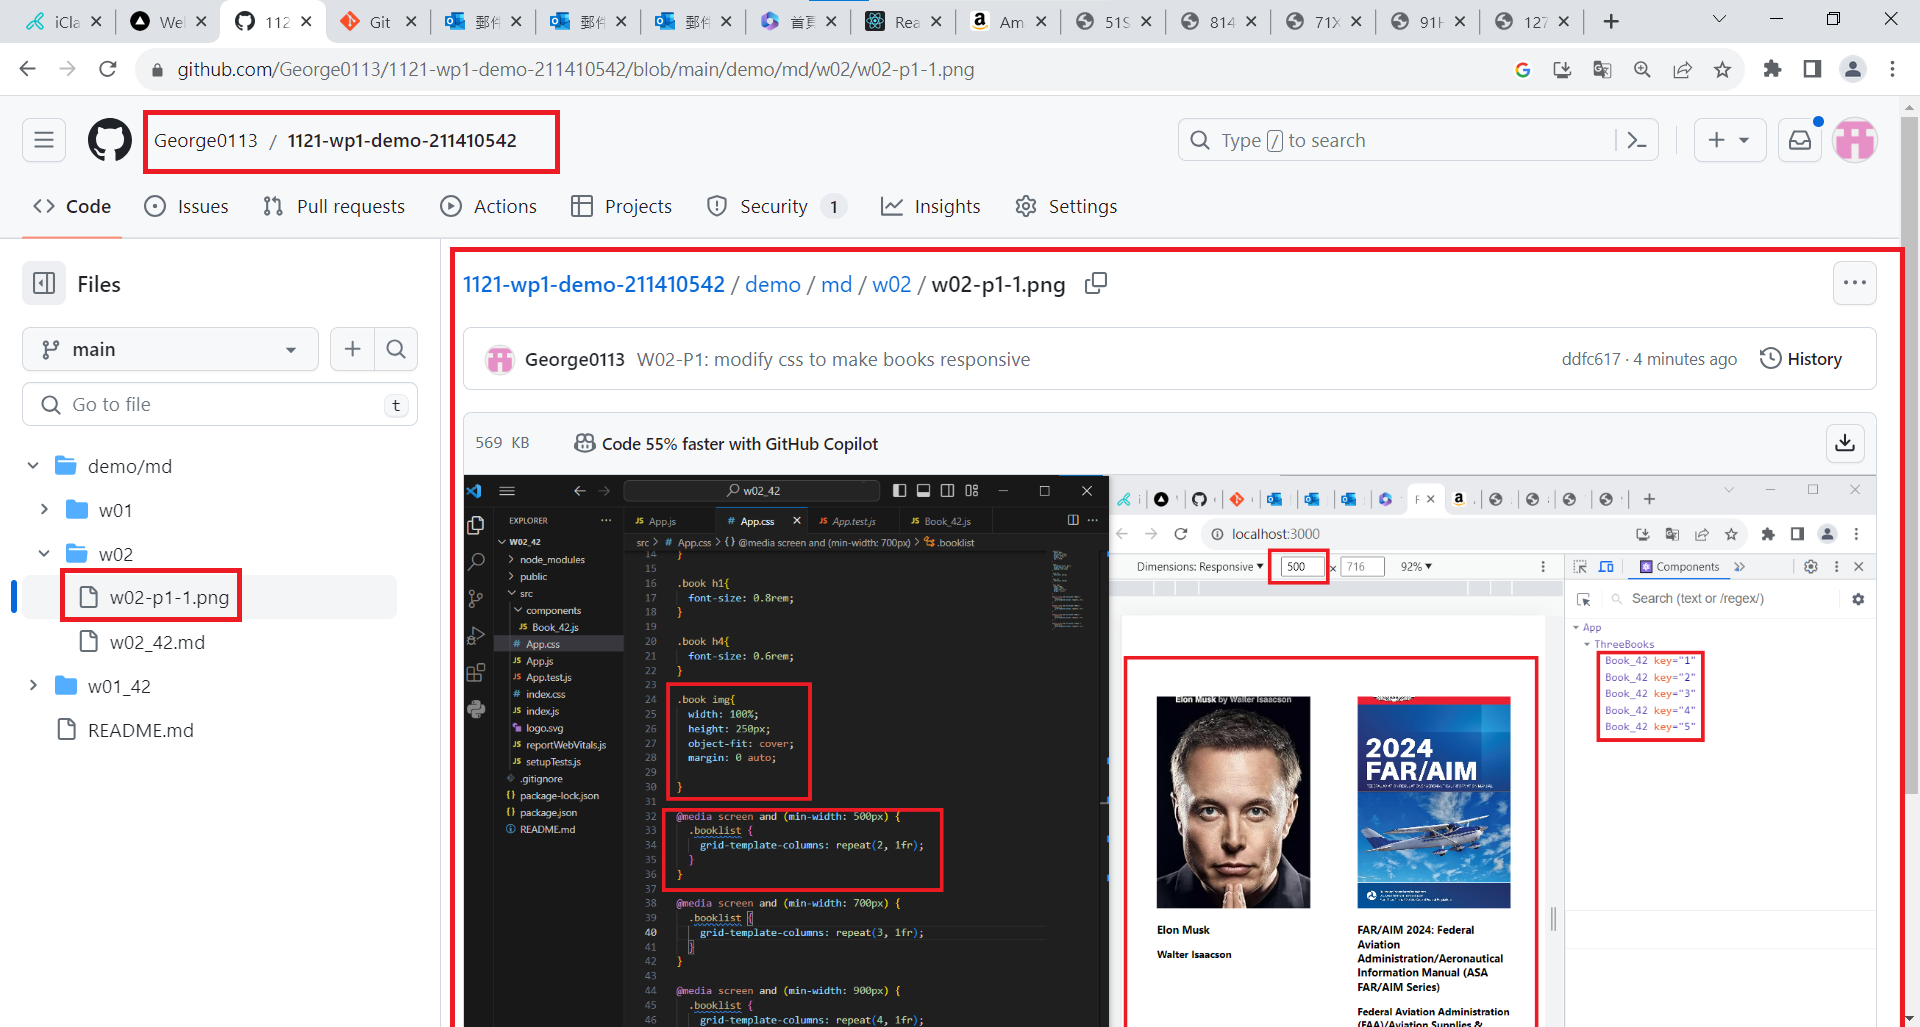 iCla
Wel
112
Git
郵件
郵件
郵件
首頁
Rea
Am
51S
814
71X
91H
127
github.com/George0113/1121-wp1-demo-211410542/blob/main/demo/md/w02/w02-p1-1.png
George0113 / 1121-wp1-demo-211410542
Type / to search
Code
Issues
Pull requests
Actions
Projects
Security 1
Insights
Settings
Files
main
Go to file
t
demo/md
w01
w02
w02-p1-1.png
w02_42.md
w01_42
README.md
1121-wp1-demo-211410542 / demo / md / w02 / w02-p1-1.png
George0113 W02-P1: modify css to make books responsive
ddfc617 · 4 minutes ago
History
569 KB
Code 55% faster with GitHub Copilot
w02_42
EXPLORER
W02_42
node_modules
public
src
components
JS Book_42.js
# App.css
JS App.js
JS App.test.js
# index.css
JS index.js
logo.svg
JS reportWebVitals.js
JS setupTests.js
.gitignore
{} package-lock.json
{} package.json
README.md
JS App.js
# App.css
JS App.test.js
JS Book_42.js
src > # App.css > {} @media screen and (min-width: 700px) > .booklist
14 }
15
16 .book h1{
17 font-size: 0.8rem;
18 }
19
20 .book h4{
21 font-size: 0.6rem;
22 }
23
24 .book img{
25 width: 100%;
26 height: 250px;
27 object-fit: cover;
28 margin: 0 auto;
29
30 }
31
32 @media screen and (min-width: 500px) {
33 .booklist {
34 grid-template-columns: repeat(2, 1fr);
35 }
36 }
37
38 @media screen and (min-width: 700px) {
39 .booklist {
40 grid-template-columns: repeat(3, 1fr);
41 }
42 }
43
44 @media screen and (min-width: 900px) {
45 .booklist {
46 grid-template-columns: repeat(4, 1fr);
localhost:3000
Dimensions: Responsive
500
×
716
92%
Components
Search (text or /regex/)
App
ThreeBooks
Book_42 key="1"
Book_42 key="2"
Book_42 key="3"
Book_42 key="4"
Book_42 key="5"
Elon Musk by Walter Isaacson
2024
FAR/AIM
Elon Musk
Walter Isaacson
FAR/AIM 2024: Federal
Aviation
Administration/Aeronautical
Information Manual (ASA
FAR/AIM Series)
Federal Aviation Administration
(FAA)/Aviation Supplies &